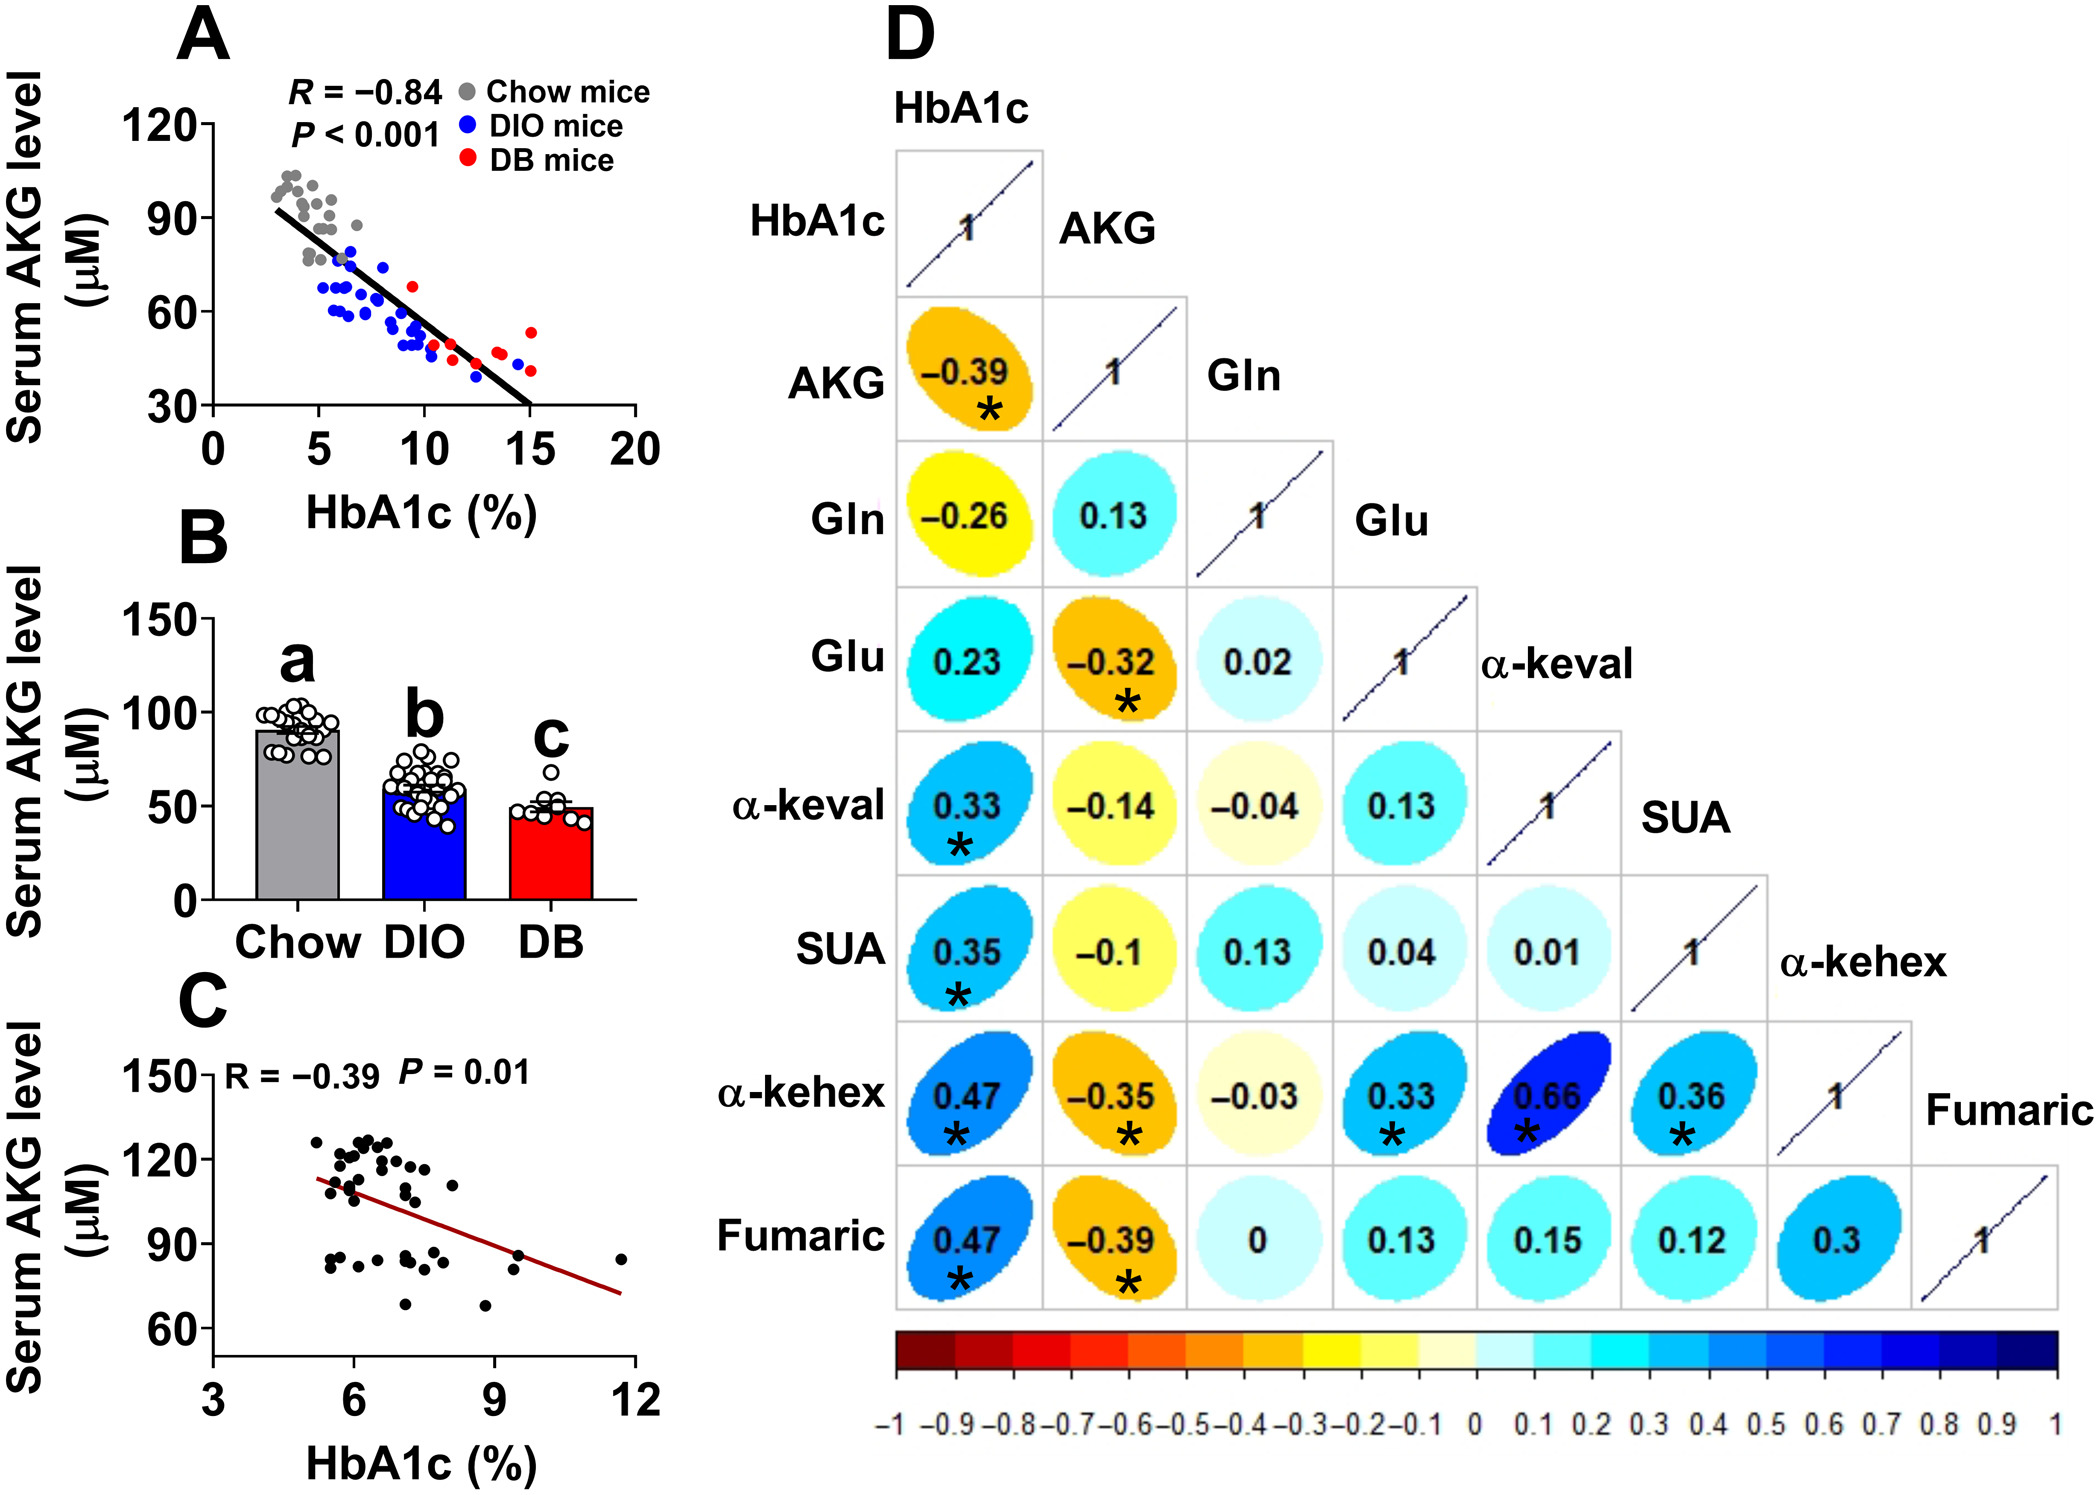 A
R = −0.84
P < 0.001
Chow mice
DIO mice
DB mice
Serum AKG level
(μM)
120
90
60
30
0 5 10 15 20
HbA1c (%)
B
Serum AKG level
(μM)
150
100
50
0
a
b
c
Chow DIO DB
C
Serum AKG level
(μM)
R = −0.39 P = 0.01
150
120
90
60
3 6 9 12
HbA1c (%)
D
HbA1c
HbA1c 1 AKG
AKG −0.39 * 1 Gln
Gln −0.26 0.13 1 Glu
Glu 0.23 −0.32 * 0.02 1 α-keval
α-keval 0.33 * −0.14 −0.04 0.13 1 SUA
SUA 0.35 * −0.1 0.13 0.04 0.01 1 α-kehex
α-kehex 0.47 * −0.35 * −0.03 0.33 * 0.66 * 0.36 * 1 Fumaric
Fumaric 0.47 * −0.39 * 0 0.13 0.15 0.12 0.3 1
−1 −0.9 −0.8 −0.7 −0.6 −0.5 −0.4 −0.3 −0.2 −0.1 0 0.1 0.2 0.3 0.4 0.5 0.6 0.7 0.8 0.9 1